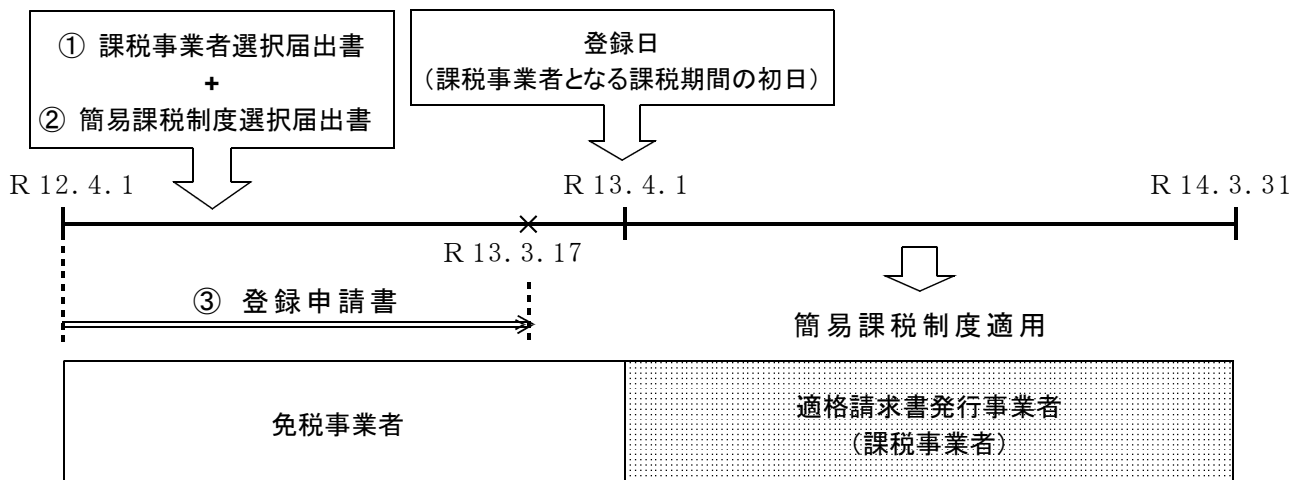 ① 課税事業者選択届出書
+
② 簡易課税制度選択届出書
登録日
(課税事業者となる課税期間の初日)
R 12.4.1
R 13.4.1
R 14.3.31
R 13.3.17
③ 登録申請書
簡易課税制度適用
免税事業者
適格請求書発行事業者
(課税事業者)